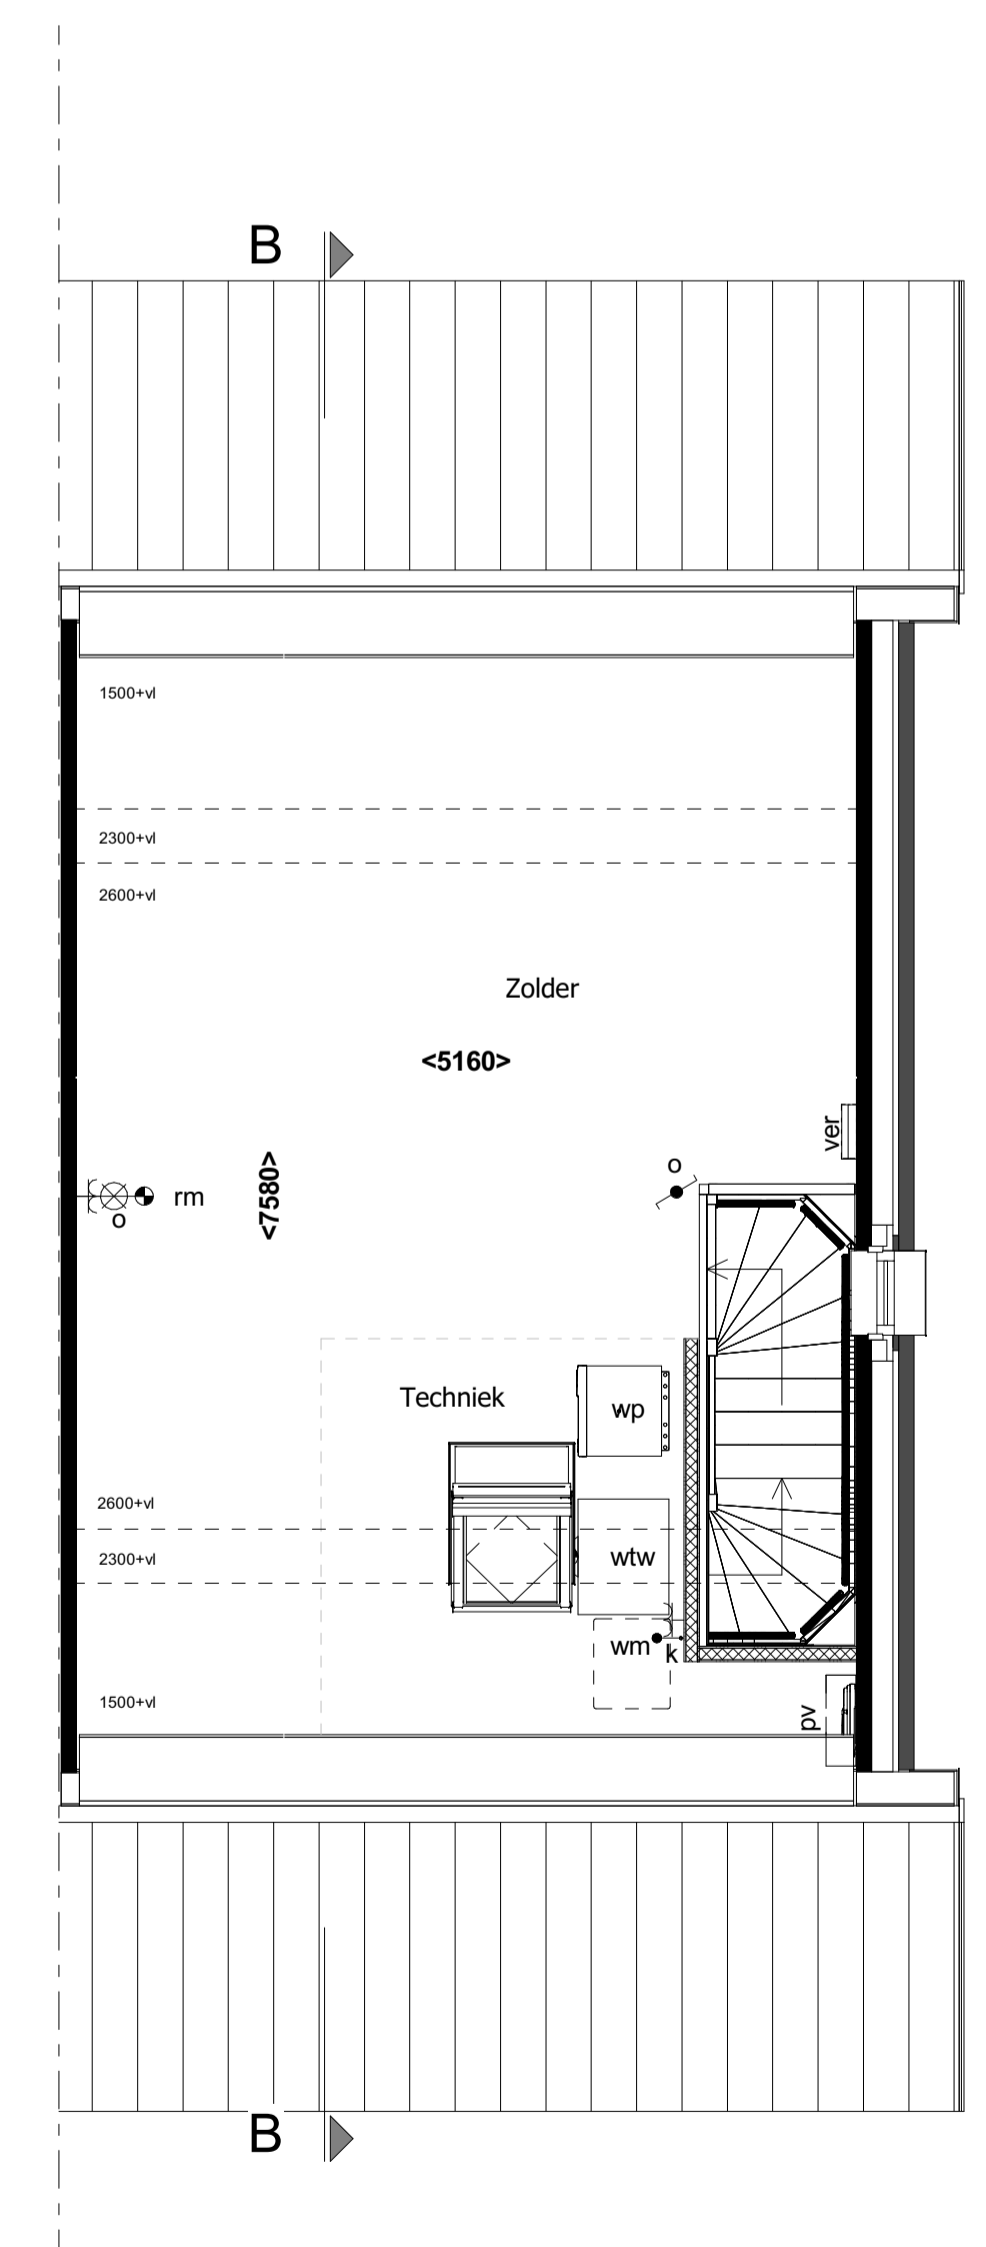 B
1500+vl
2300+vl
2600+vl
Zolder
<5160>
ver
<7580>
o
rm
o
Techniek
wp
2600+vl
2300+vl
wtw
wm
k
1500+vl
pv
B